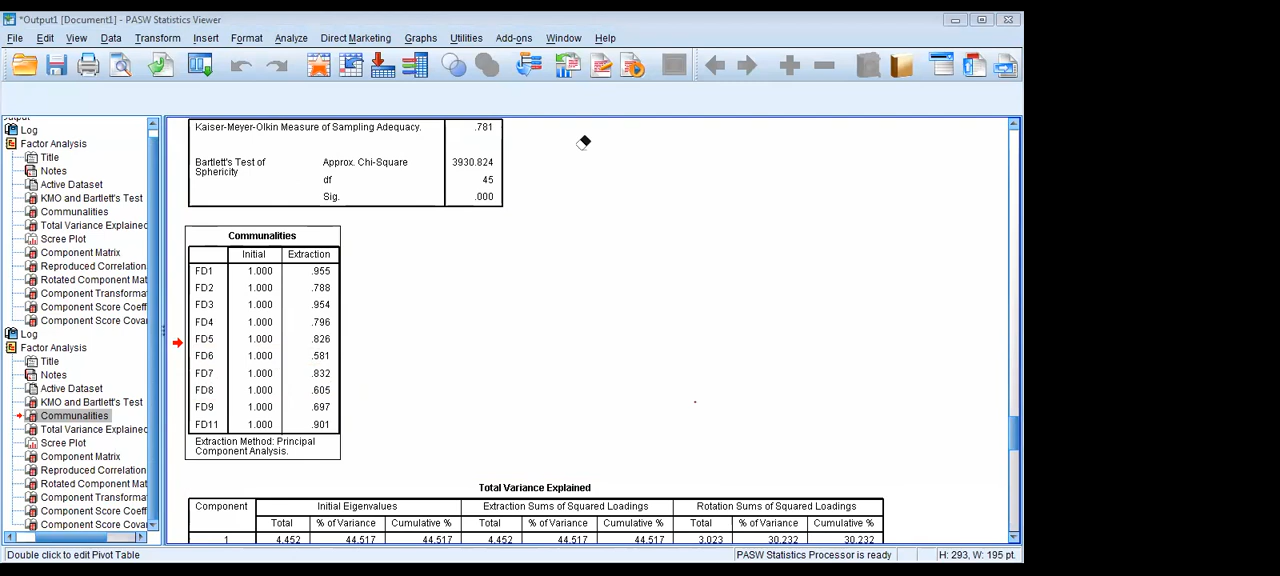 *Output1 [Document1] - PASW Statistics Viewer
File Edit View Data Transform Insert Format Analyze Direct Marketing Graphs Utilities Add-ons Window Help
Log
Factor Analysis
Title
Notes
Active Dataset
KMO and Bartlett's Test
Communalities
Total Variance Explained
Scree Plot
Component Matrix
Reproduced Correlation
Rotated Component Mat
Component Transforma
Component Score Coeff
Component Score Cova
Log
Factor Analysis
Title
Notes
Active Dataset
KMO and Bartlett's Test
Communalities
Total Variance Explained
Scree Plot
Component Matrix
Reproduced Correlation
Rotated Component Mat
Component Transforma
Component Score Coeff
Component Score Cova
Kaiser-Meyer-Olkin Measure of Sampling Adequacy. .781
Bartlett's Test of Sphericity Approx. Chi-Square 3930.824
df 45
Sig. .000
Communalities
Initial Extraction
FD1 1.000 .955
FD2 1.000 .788
FD3 1.000 .954
FD4 1.000 .796
FD5 1.000 .826
FD6 1.000 .581
FD7 1.000 .832
FD8 1.000 .605
FD9 1.000 .697
FD11 1.000 .901
Extraction Method: Principal
Component Analysis.
Total Variance Explained
Component Initial Eigenvalues Extraction Sums of Squared Loadings Rotation Sums of Squared Loadings
Total % of Variance Cumulative % Total % of Variance Cumulative % Total % of Variance Cumulative %
1 4.452 44.517 44.517 4.452 44.517 44.517 3.023 30.232 30.232
Double click to edit Pivot Table PASW Statistics Processor is ready H: 293, W: 195 pt.